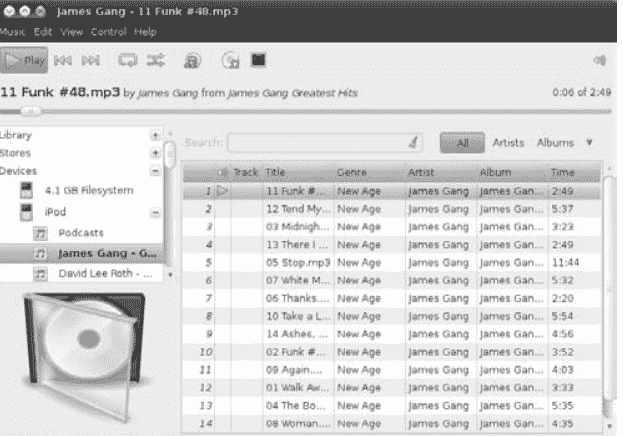 James Gang - 11 Funk #48.mp3
Music Edit View Control Help
Play
11 Funk #48.mp3 by James Gang from James Gang Greatest Hits 0:06 of 2:49
Library
Stores
Devices
4.1 GB Filesystem
iPod
Podcasts
James Gang - G...
David Lee Roth - ...
Search: All Artists Albums
Track Title Genre Artist Album Time
1 11 Funk #... New Age James Gang James Gan... 2:49
2 12 Tend My... New Age James Gang James Gan... 5:37
3 03 Midnigh... New Age James Gang James Gan... 3:23
4 13 There I ... New Age James Gang James Gan... 2:49
5 05 Stop.mp3 New Age James Gang James Gan... 11:44
6 07 White M... New Age James Gang James Gan... 5:32
7 06 Thanks.... New Age James Gang James Gan... 2:20
8 10 Take a L... New Age James Gang James Gan... 5:54
9 14 Ashes, ... New Age James Gang James Gan... 4:56
10 02 Funk #... New Age James Gang James Gan... 3:52
11 09 Again.... New Age James Gang James Gan... 4:03
12 01 Walk Aw... New Age James Gang James Gan... 3:33
13 04 The Bo... New Age James Gang James Gan... 5:35
14 08 Woman.... New Age James Gang James Gan... 4:35